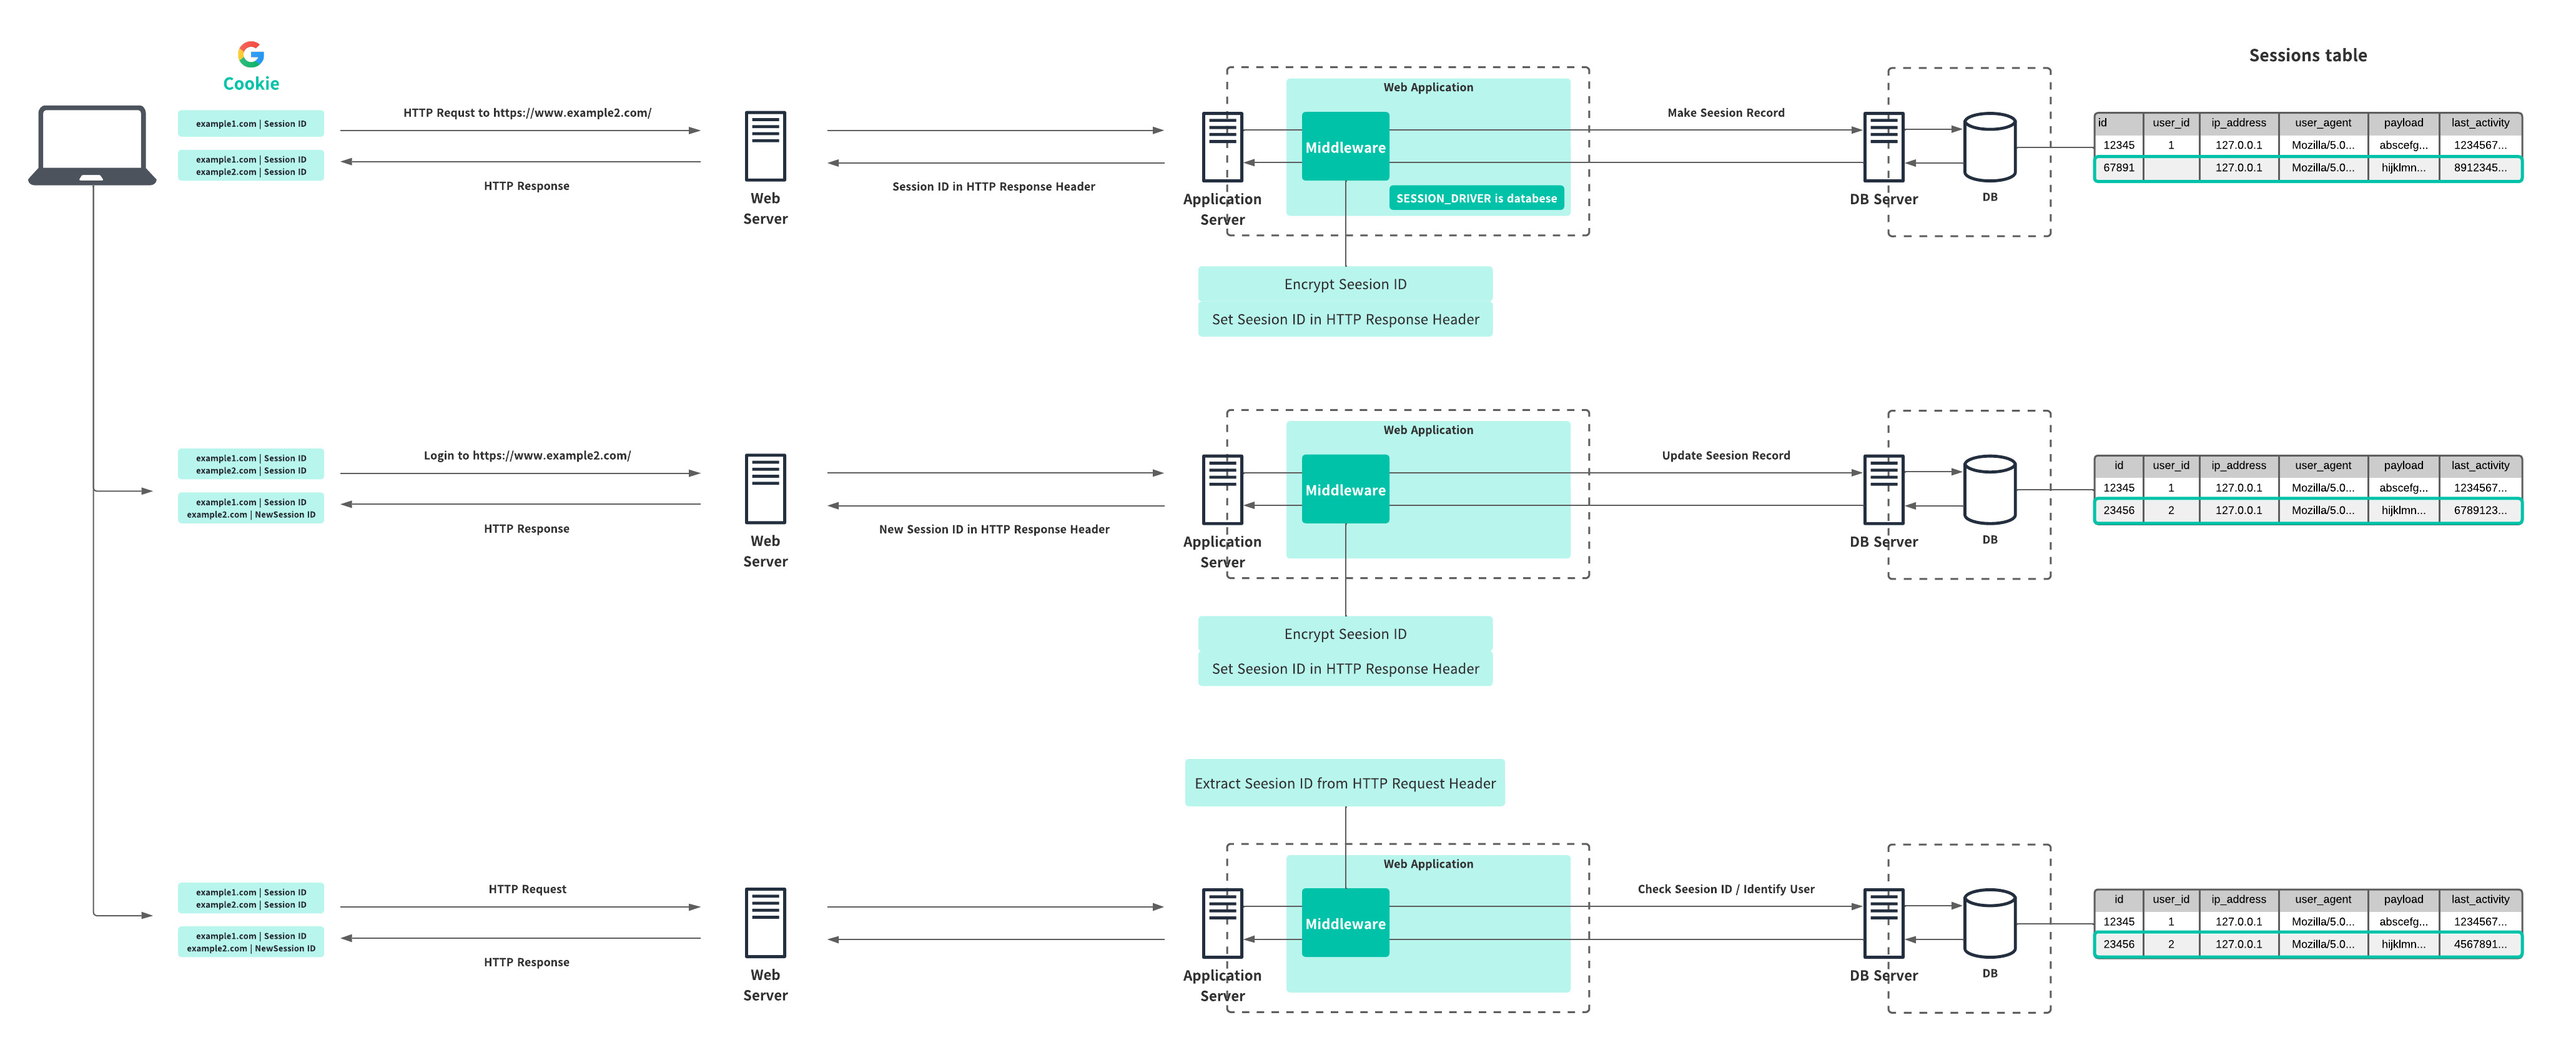 Cookie
Sessions table
example1.com | Session ID
HTTP Requst to https://www.example2.com/
example1.com | Session ID
example2.com | Session ID
HTTP Response
Web
Server
Session ID in HTTP Response Header
Application
Server
Web Application
Middleware
SESSION_DRIVER is databese
Encrypt Seesion ID
Set Seesion ID in HTTP Response Header
Make Seesion Record
DB Server
DB
id user_id ip_address user_agent payload last_activity
12345 1 127.0.0.1 Mozilla/5.0... abscefg... 1234567...
67891 127.0.0.1 Mozilla/5.0... hijklmn... 8912345...
example1.com | Session ID
example2.com | Session ID
Login to https://www.example2.com/
example1.com | Session ID
example2.com | NewSession ID
HTTP Response
Web
Server
New Session ID in HTTP Response Header
Application
Server
Web Application
Middleware
Encrypt Seesion ID
Set Seesion ID in HTTP Response Header
Update Seesion Record
DB Server
DB
id user_id ip_address user_agent payload last_activity
12345 1 127.0.0.1 Mozilla/5.0... abscefg... 1234567...
23456 2 127.0.0.1 Mozilla/5.0... hijklmn... 6789123...
Extract Seesion ID from HTTP Request Header
example1.com | Session ID
example2.com | Session ID
HTTP Request
example1.com | Session ID
example2.com | NewSession ID
HTTP Response
Web
Server
Application
Server
Web Application
Middleware
Check Seesion ID / Identify User
DB Server
DB
id user_id ip_address user_agent payload last_activity
12345 1 127.0.0.1 Mozilla/5.0... abscefg... 1234567...
23456 2 127.0.0.1 Mozilla/5.0... hijklmn... 4567891...